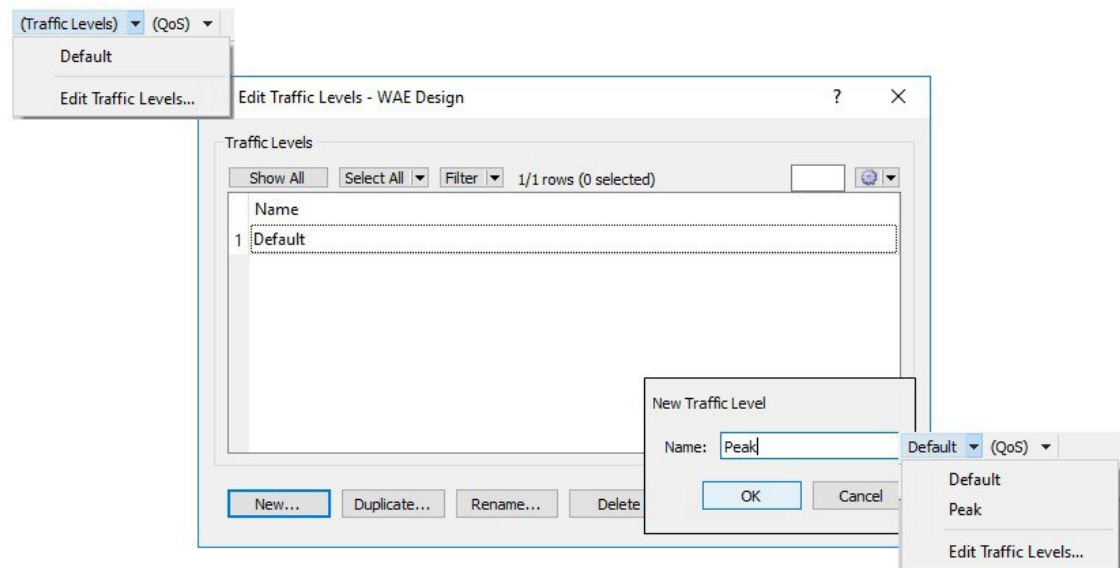 (Traffic Levels) (QoS)
Default
Edit Traffic Levels...
Edit Traffic Levels - WAE Design ? X
Traffic Levels
Show All Select All Filter 1/1 rows (0 selected)
Name
1 Default
New Traffic Level
Name: Peak
OK Cancel
New... Duplicate... Rename... Delete
Default (QoS)
Default
Peak
Edit Traffic Levels...